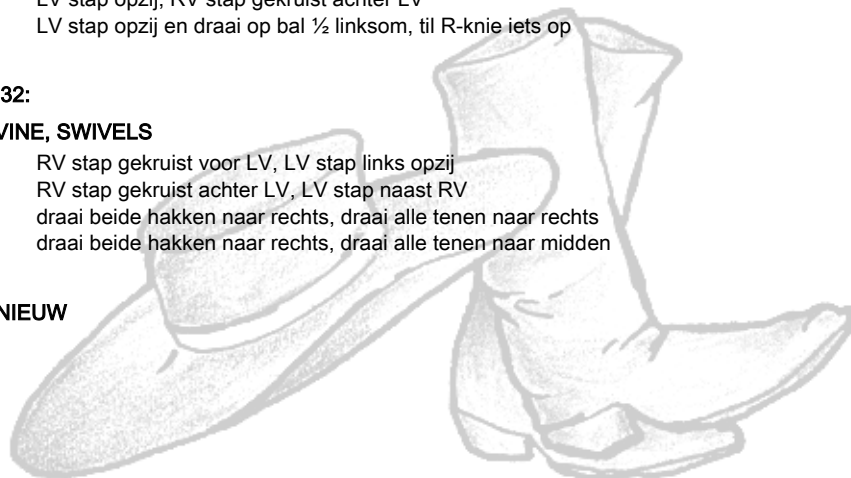 LV stap opzij, RV stap gekruist achter LV
LV stap opzij en draai op bal ½ linksom, til R-knie iets op
32:
VINE, SWIVELS
RV stap gekruist voor LV, LV stap links opzij
RV stap gekruist achter LV, LV stap naast RV
draai beide hakken naar rechts, draai alle tenen naar rechts
draai beide hakken naar rechts, draai alle tenen naar midden
NIEUW